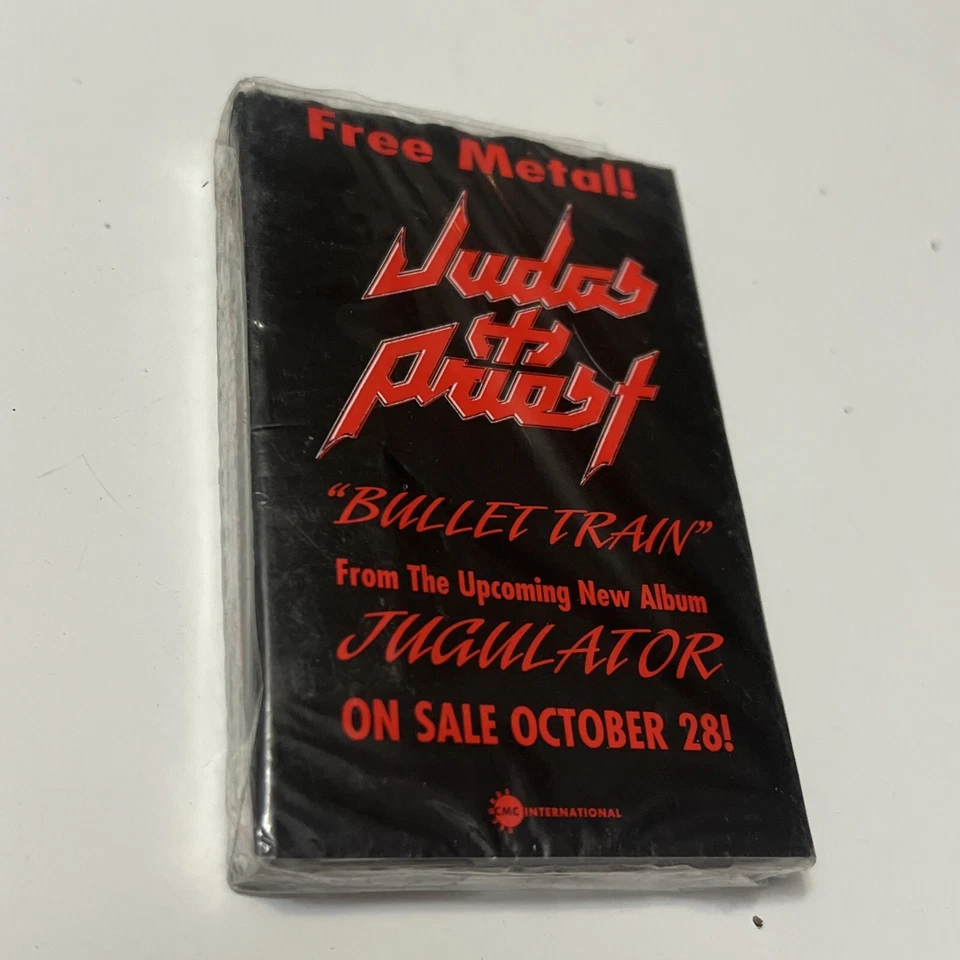 Free Metal!
Judas
Priest
"BULLET TRAIN"
From The Upcoming New Album
JUGULATOR
ON SALE OCTOBER 28!
CMC INTERNATIONAL